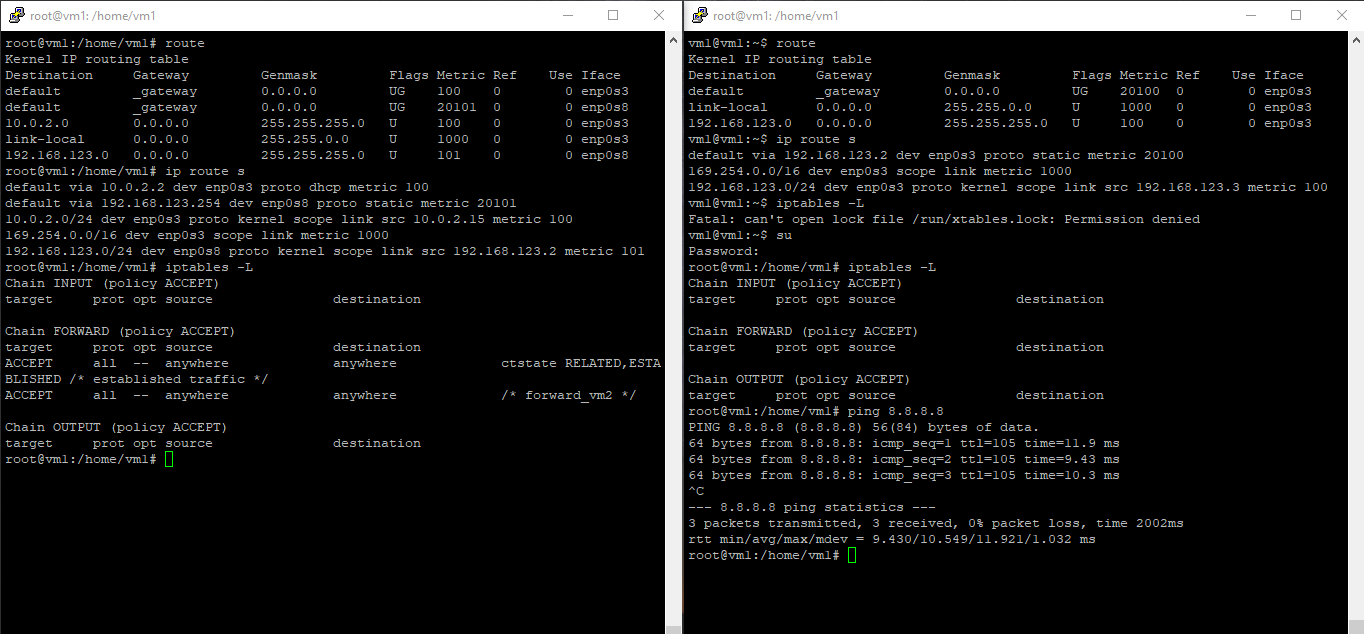 root@vm1: /home/vm1
root@vm1:/home/vm1# route
Kernel IP routing table
Destination     Gateway         Genmask         Flags Metric Ref    Use Iface
default         _gateway        0.0.0.0         UG    100    0        0 enp0s3
default         _gateway        0.0.0.0         UG    20101  0        0 enp0s8
10.0.2.0        0.0.0.0         255.255.255.0   U     100    0        0 enp0s3
link-local      0.0.0.0         255.255.0.0     U     1000   0        0 enp0s3
192.168.123.0   0.0.0.0         255.255.255.0   U     101    0        0 enp0s8
root@vm1:/home/vm1# ip route s
default via 10.0.2.2 dev enp0s3 proto dhcp metric 100
default via 192.168.123.254 dev enp0s8 proto static metric 20101
10.0.2.0/24 dev enp0s3 proto kernel scope link src 10.0.2.15 metric 100
169.254.0.0/16 dev enp0s3 scope link metric 1000
192.168.123.0/24 dev enp0s8 proto kernel scope link src 192.168.123.2 metric 101
root@vm1:/home/vm1# iptables -L
Chain INPUT (policy ACCEPT)
target     prot opt source               destination
Chain FORWARD (policy ACCEPT)
target     prot opt source               destination
ACCEPT     all  --  anywhere             anywhere             ctstate RELATED,ESTA
BLISHED /* established traffic */
ACCEPT     all  --  anywhere             anywhere             /* forward_vm2 */
Chain OUTPUT (policy ACCEPT)
target     prot opt source               destination
root@vm1:/home/vm1#
root@vm1: /home/vm1
vm1@vm1:~$ route
Kernel IP routing table
Destination     Gateway         Genmask         Flags Metric Ref    Use Iface
default         _gateway        0.0.0.0         UG    20100  0        0 enp0s3
link-local      0.0.0.0         255.255.0.0     U     1000   0        0 enp0s3
192.168.123.0   0.0.0.0         255.255.255.0   U     100    0        0 enp0s3
vm1@vm1:~$ ip route s
default via 192.168.123.2 dev enp0s3 proto static metric 20100
169.254.0.0/16 dev enp0s3 scope link metric 1000
192.168.123.0/24 dev enp0s3 proto kernel scope link src 192.168.123.3 metric 100
vm1@vm1:~$ iptables -L
Fatal: can't open lock file /run/xtables.lock: Permission denied
vm1@vm1:~$ su
Password:
root@vm1:/home/vm1# iptables -L
Chain INPUT (policy ACCEPT)
target     prot opt source               destination
Chain FORWARD (policy ACCEPT)
target     prot opt source               destination
Chain OUTPUT (policy ACCEPT)
target     prot opt source               destination
root@vm1:/home/vm1# ping 8.8.8.8
PING 8.8.8.8 (8.8.8.8) 56(84) bytes of data.
64 bytes from 8.8.8.8: icmp_seq=1 ttl=105 time=11.9 ms
64 bytes from 8.8.8.8: icmp_seq=2 ttl=105 time=9.43 ms
64 bytes from 8.8.8.8: icmp_seq=3 ttl=105 time=10.3 ms
^C
--- 8.8.8.8 ping statistics ---
3 packets transmitted, 3 received, 0% packet loss, time 2002ms
rtt min/avg/max/mdev = 9.430/10.549/11.921/1.032 ms
root@vm1:/home/vm1#